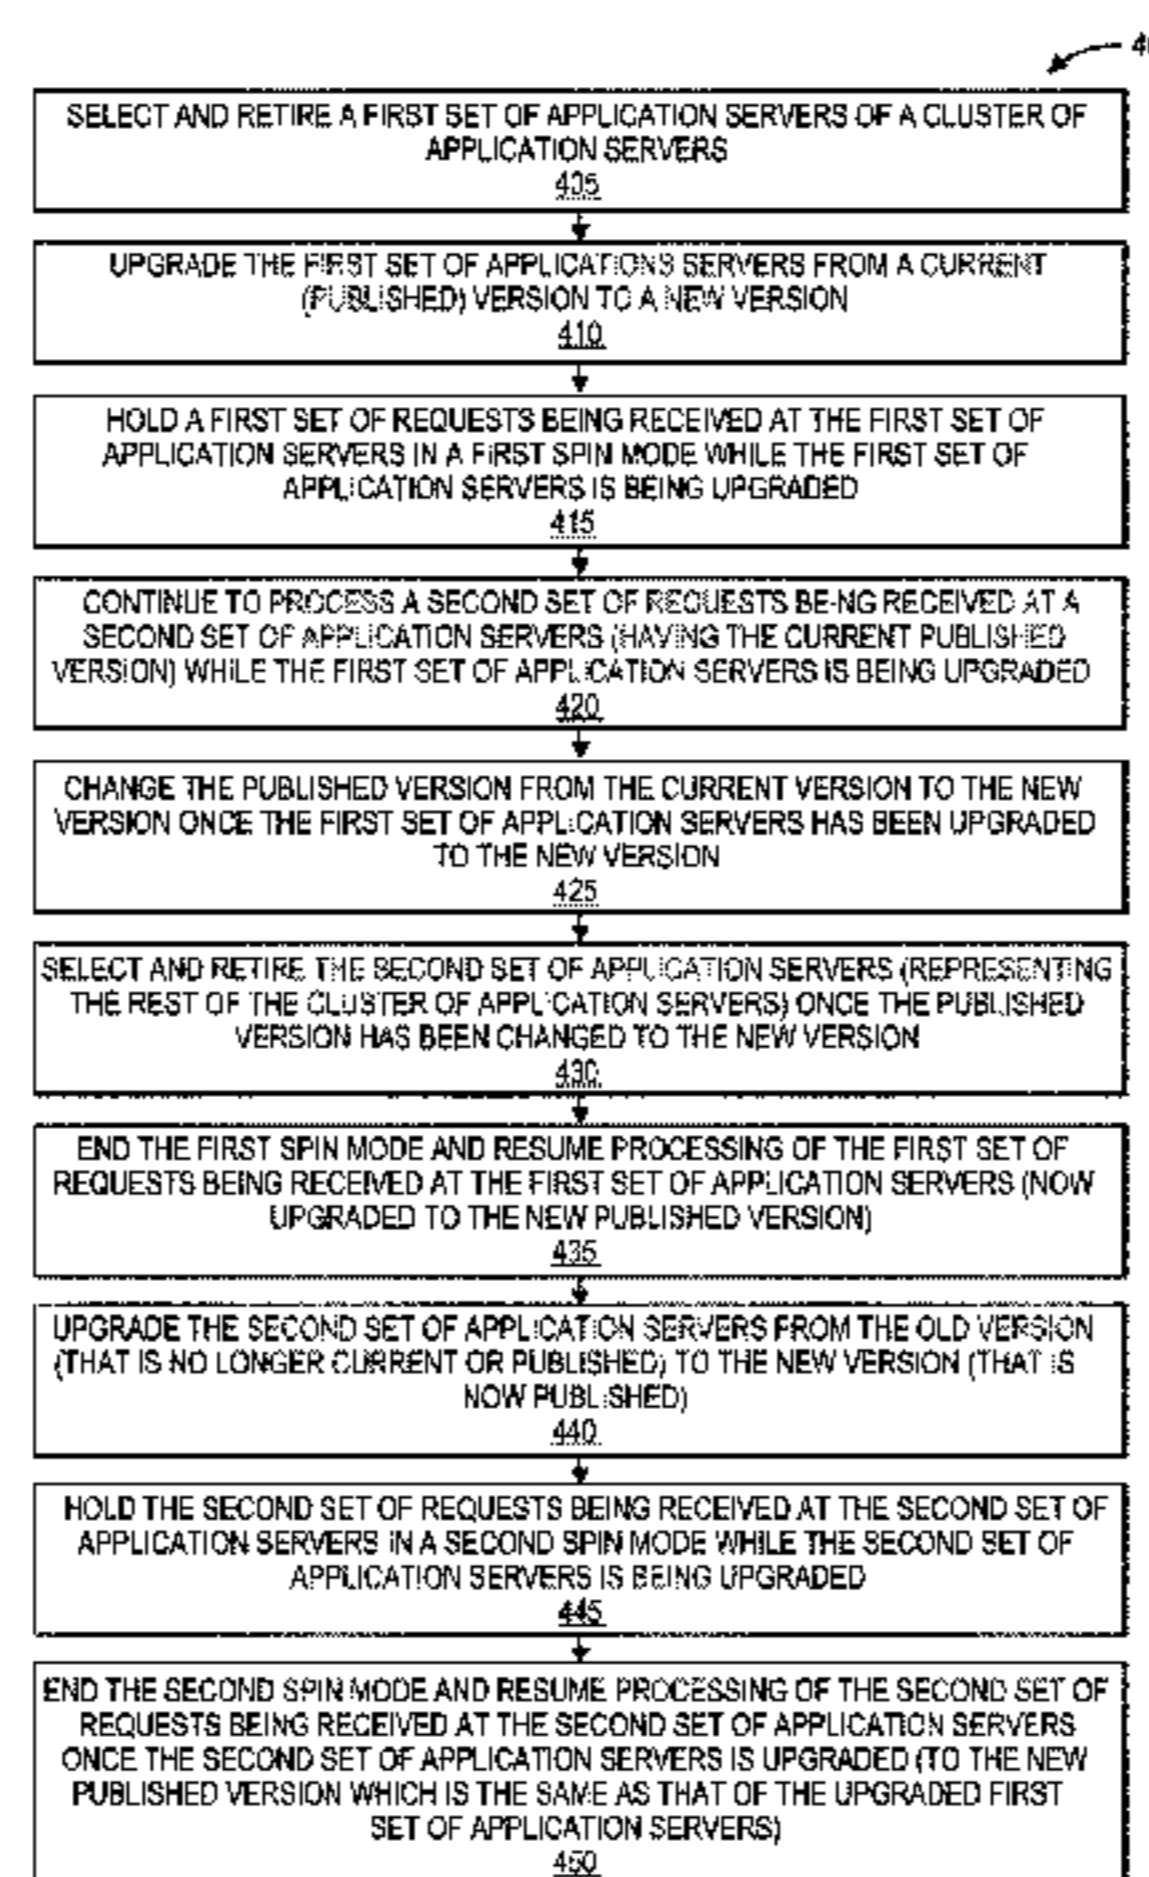 SELECT AND RETIRE A FIRST SET OF APPLICATION SERVERS OF A CLUSTER OF
APPLICATION SERVERS
405
UPGRADE THE FIRST SET OF APPLICATIONS SERVERS FROM A CURRENT
(PUBLISHED) VERSION TO A NEW VERSION
410
HOLD A FIRST SET OF REQUESTS BEING RECEIVED AT THE FIRST SET OF
APPLICATION SERVERS IN A FIRST SPIN MODE WHILE THE FIRST SET OF
APPLICATION SERVERS IS BEING UPGRADED
415
CONTINUE TO PROCESS A SECOND SET OF REQUESTS BEING RECEIVED AT A
SECOND SET OF APPLICATION SERVERS (HAVING THE CURRENT PUBLISHED
VERSION) WHILE THE FIRST SET OF APPLICATION SERVERS IS BEING UPGRADED
420
CHANGE THE PUBLISHED VERSION FROM THE CURRENT VERSION TO THE NEW
VERSION ONCE THE FIRST SET OF APPLICATION SERVERS HAS BEEN UPGRADED
TO THE NEW VERSION
425
SELECT AND RETIRE THE SECOND SET OF APPLICATION SERVERS (REPRESENTING
THE REST OF THE CLUSTER OF APPLICATION SERVERS) ONCE THE PUBLISHED
VERSION HAS BEEN CHANGED TO THE NEW VERSION
430
END THE FIRST SPIN MODE AND RESUME PROCESSING OF THE FIRST SET OF
REQUESTS BEING RECEIVED AT THE FIRST SET OF APPLICATION SERVERS (NOW
UPGRADED TO THE NEW PUBLISHED VERSION)
435
UPGRADE THE SECOND SET OF APPLICATION SERVERS FROM THE OLD VERSION
(THAT IS NO LONGER CURRENT OR PUBLISHED) TO THE NEW VERSION (THAT IS
NOW PUBLISHED)
440
HOLD THE SECOND SET OF REQUESTS BEING RECEIVED AT THE SECOND SET OF
APPLICATION SERVERS IN A SECOND SPIN MODE WHILE THE SECOND SET OF
APPLICATION SERVERS IS BEING UPGRADED
445
END THE SECOND SPIN MODE AND RESUME PROCESSING OF THE SECOND SET OF
REQUESTS BEING RECEIVED AT THE SECOND SET OF APPLICATION SERVERS
ONCE THE SECOND SET OF APPLICATION SERVERS IS UPGRADED (TO THE NEW
PUBLISHED VERSION WHICH IS THE SAME AS THAT OF THE UPGRADED FIRST
SET OF APPLICATION SERVERS)
450